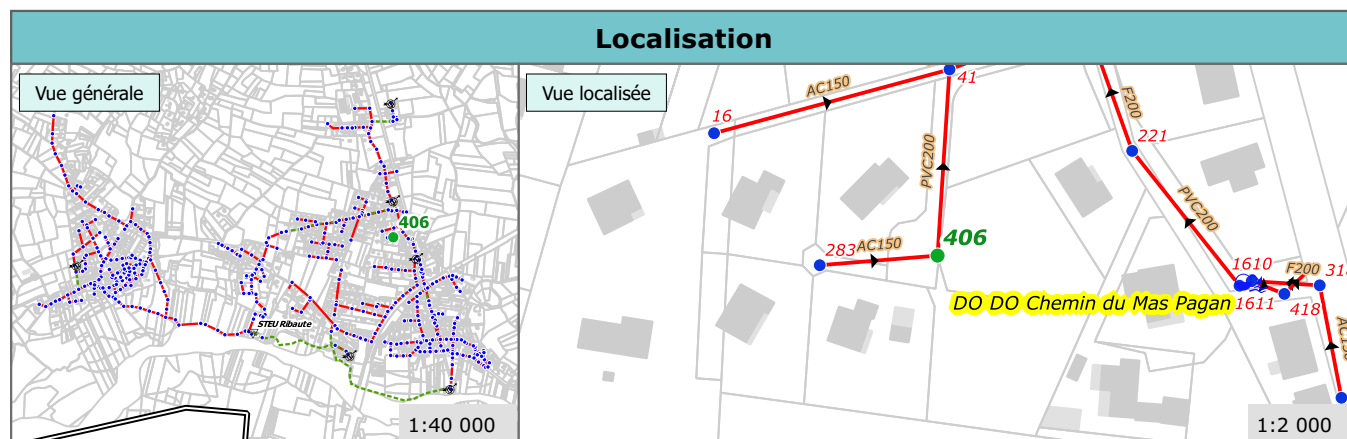 Localisation
Vue générale
406
STEU Ribaute
1:40 000
Vue localisée
16
AC150
41
PVC200
283
AC150
406
F200
221
PVC200
1610
F200
DO DO Chemin du Mas Pagan
1611
418
1:2 000